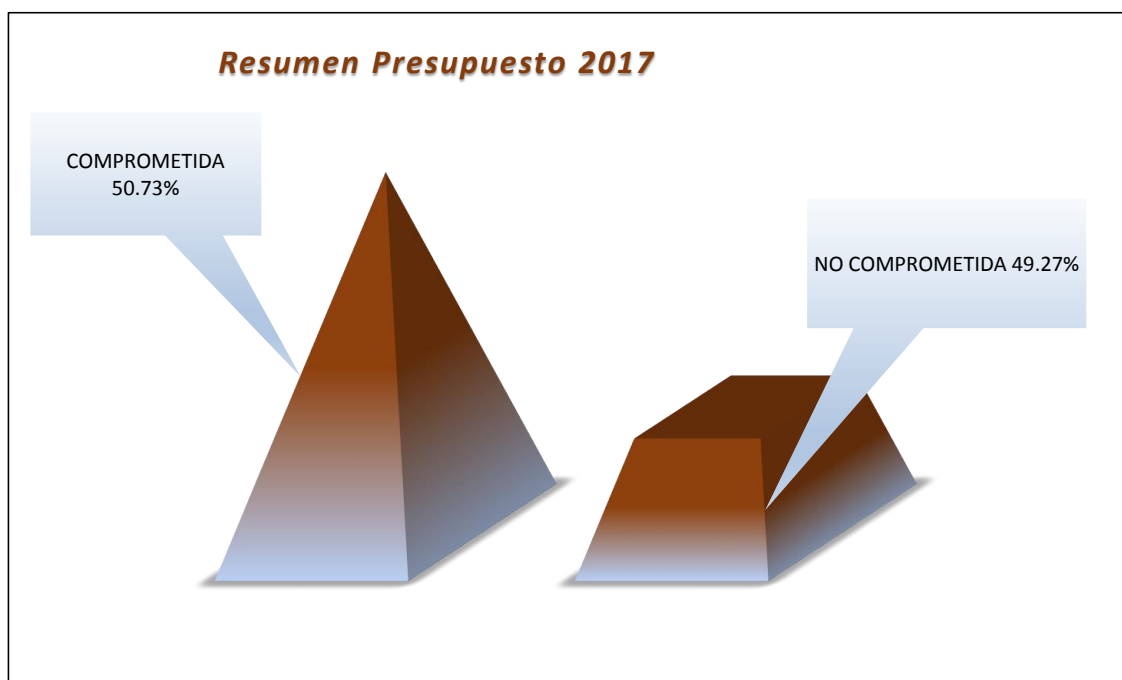 Resumen Presupuesto 2017
COMPROMETIDA
50.73%
NO COMPROMETIDA 49.27%